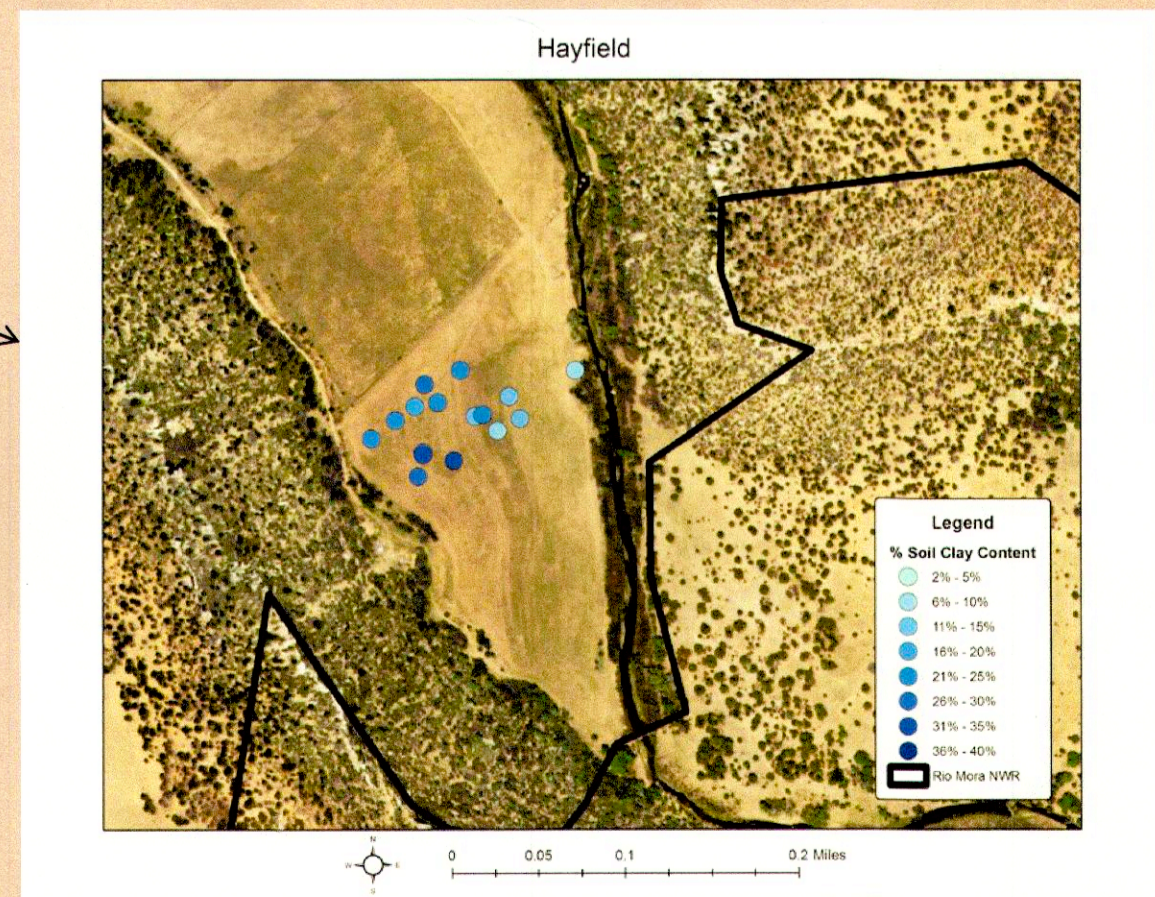 Hayfield
Legend
% Soil Clay Content
2% - 5%
6% - 10%
11% - 15%
16% - 20%
21% - 25%
26% - 30%
31% - 35%
36% - 40%
Rio Mora NWR
N
W E
S
0 0.05 0.1 0.2 Miles